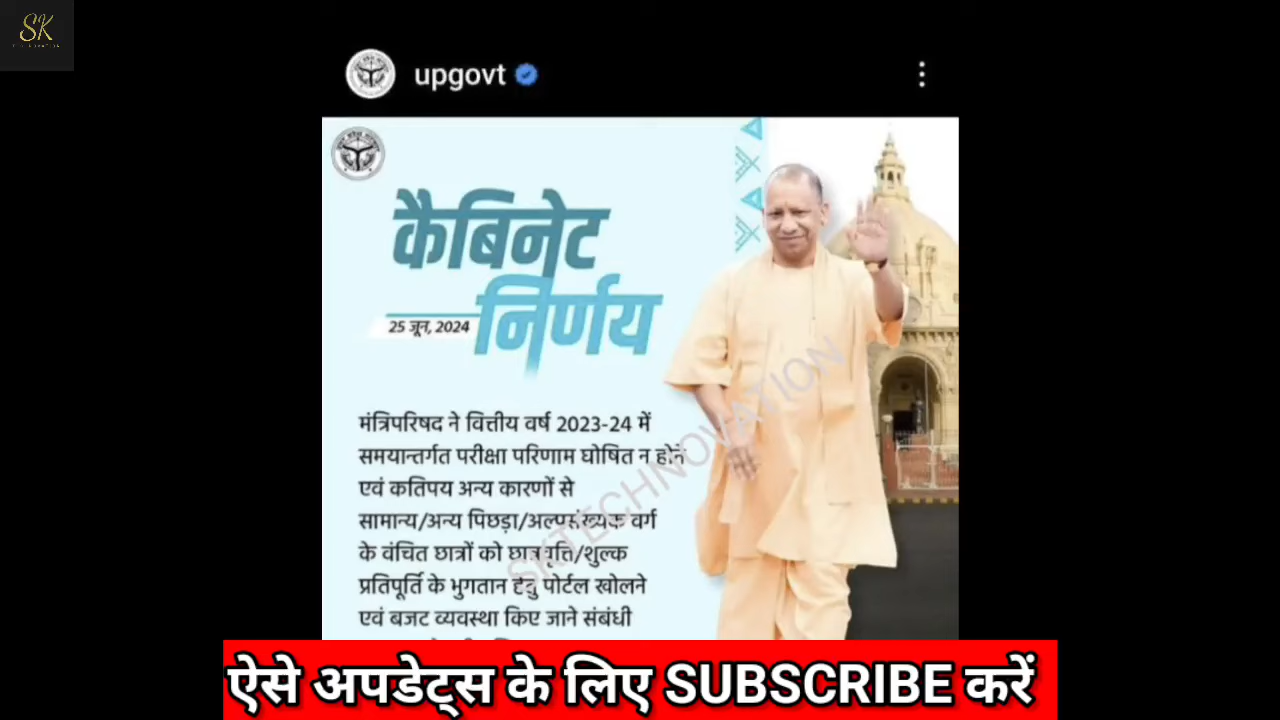 SK
upgovt
कैबिनेट
निर्णय
25 जून, 2024
मंत्रिपरिषद ने वित्तीय वर्ष 2023-24 में
समयान्तर्गत परीक्षा परिणाम घोषित न होने
एवं कतिपय अन्य कारणों से
सामान्य/अन्य पिछड़ा/अल्पसंख्यक वर्ग
के वंचित छात्रों को छात्रवृत्ति/शुल्क
प्रतिपूर्ति के भुगतान हेतु पोर्टल खोलने
एवं बजट व्यवस्था किए जाने संबंधी
SKTECHNOVATION
ऐसे अपडेट्स के लिए SUBSCRIBE करें